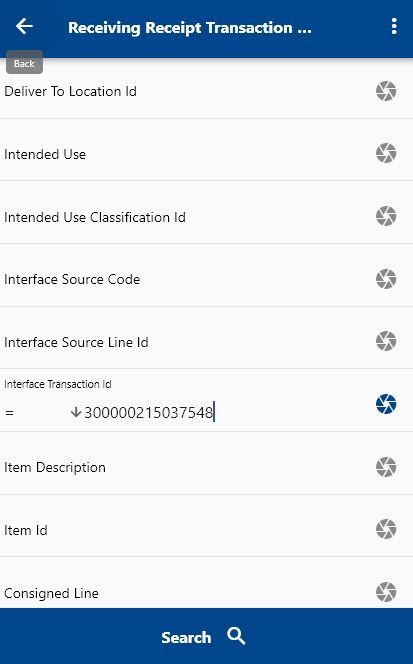 Receiving Receipt Transaction ...
Back
Deliver To Location Id
Intended Use
Intended Use Classification Id
Interface Source Code
Interface Source Line Id
Interface Transaction Id
= 300000215037548
Item Description
Item Id
Consigned Line
Search